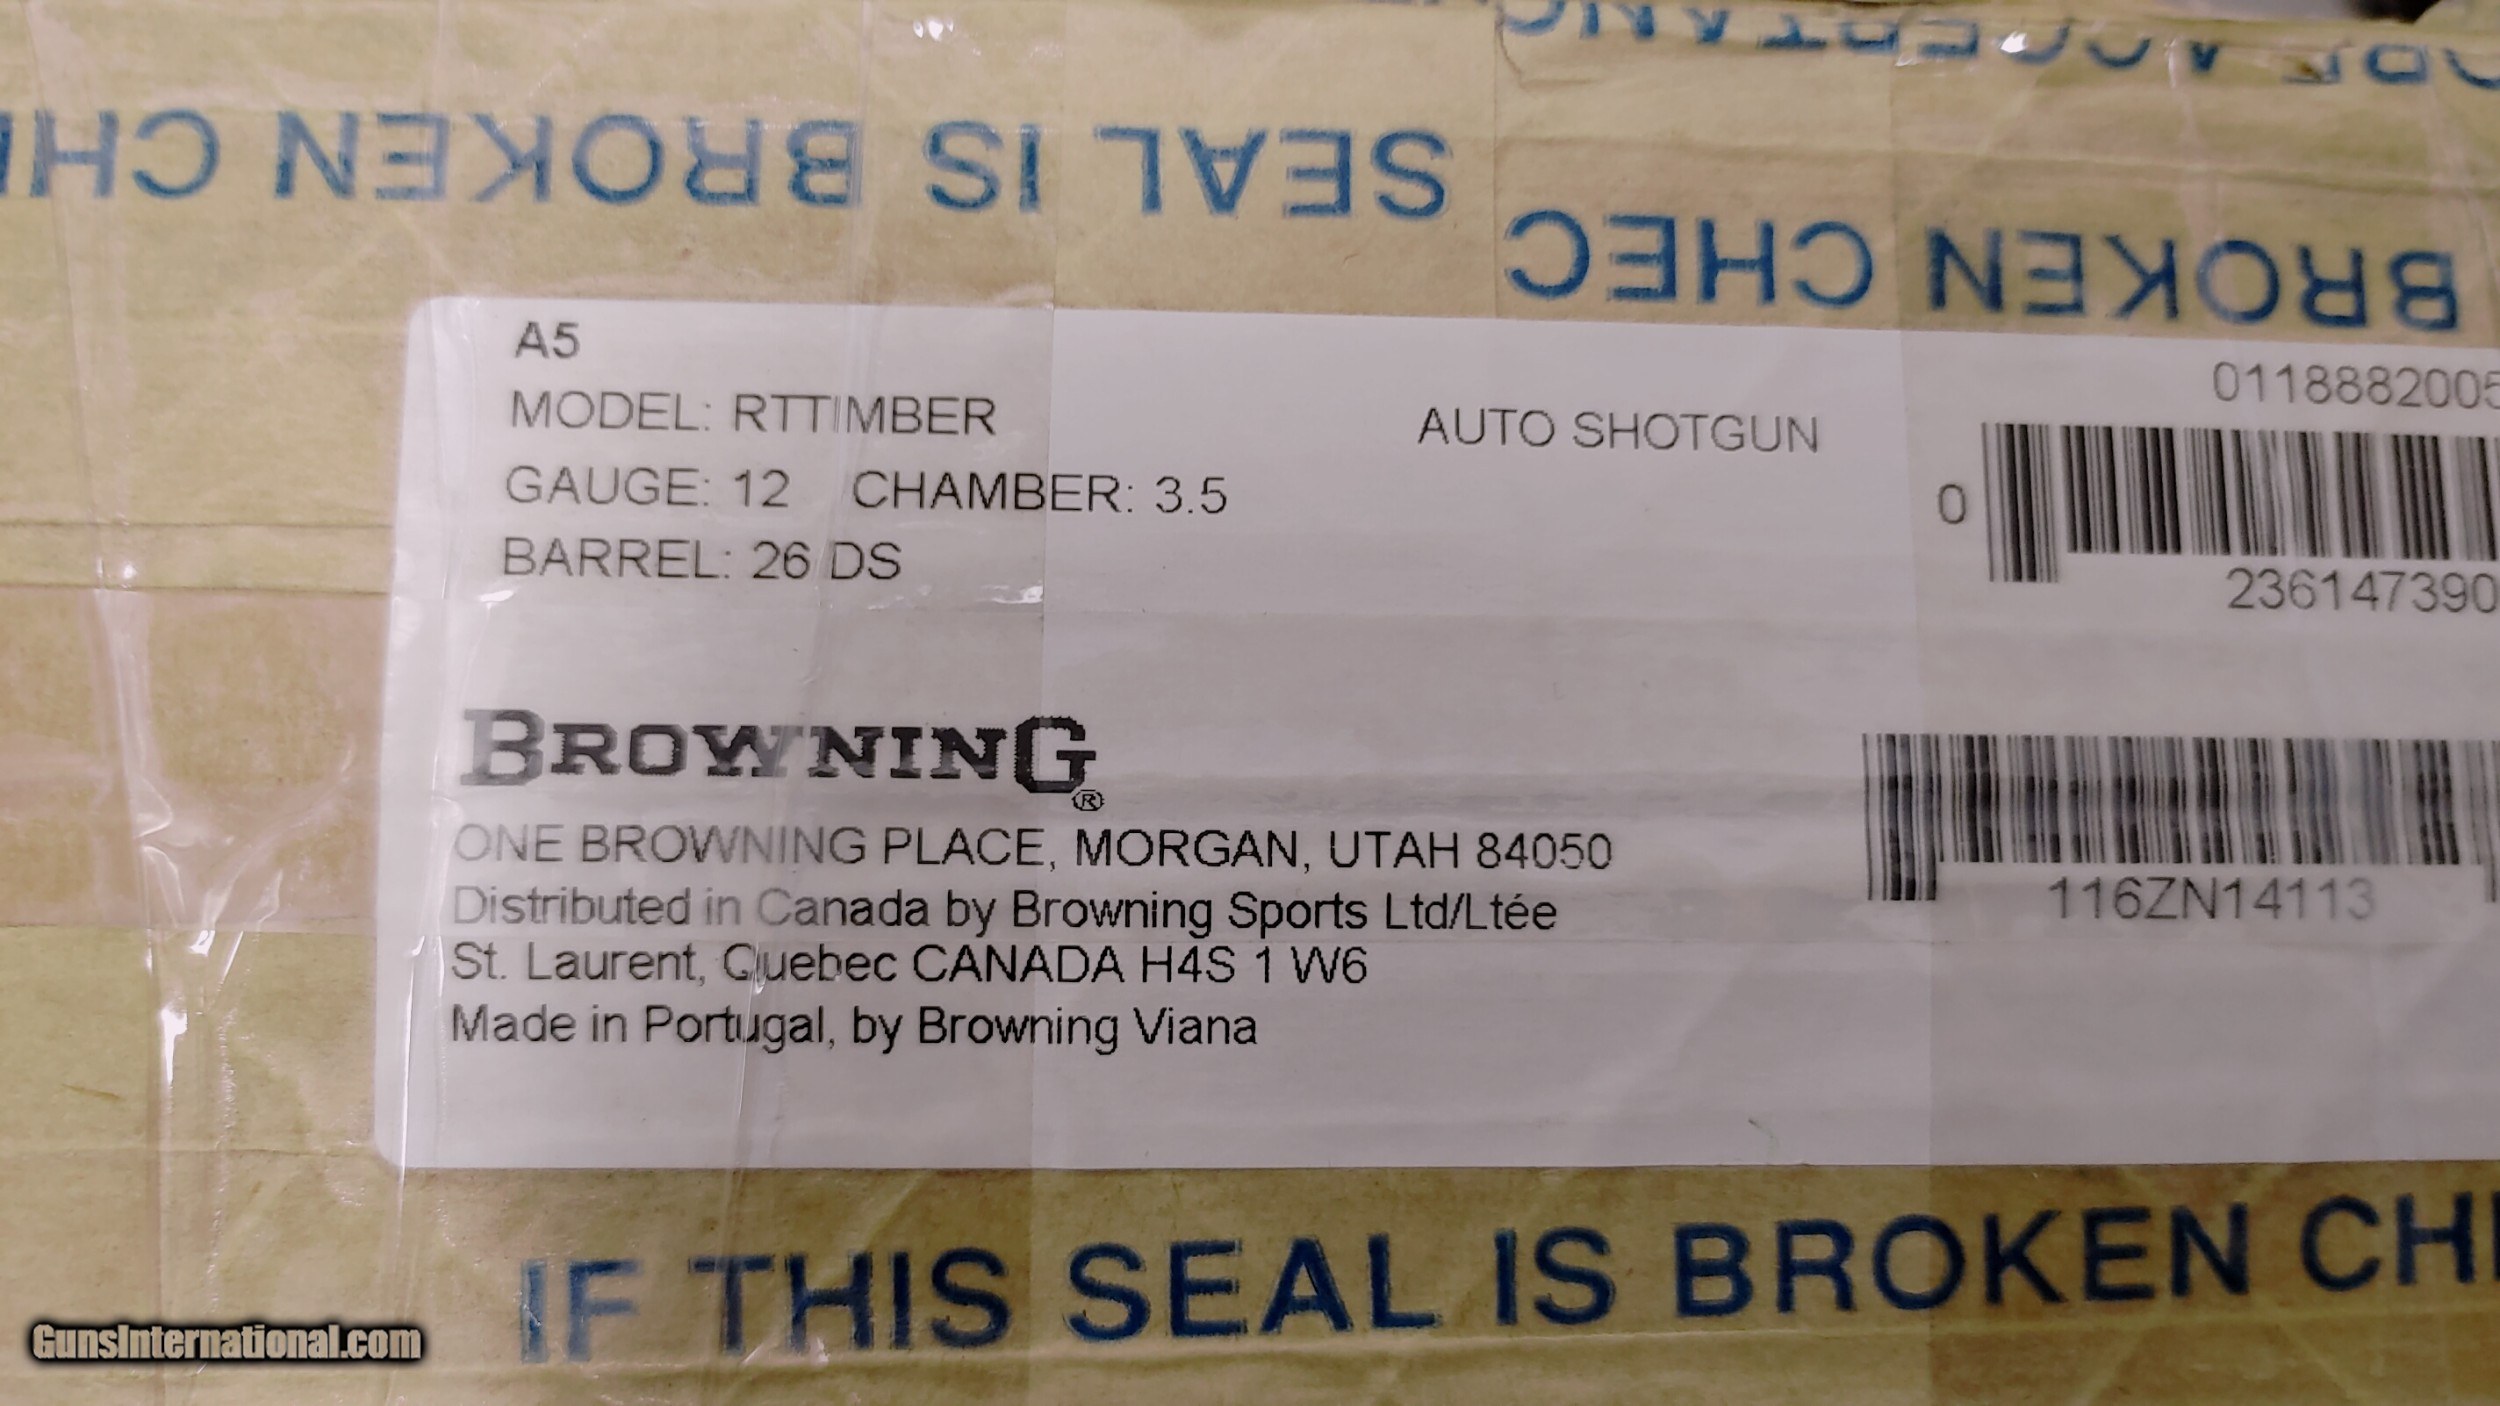 SEAL IS BROKEN
BROKEN CHEC
A5
MODEL: RTTIMBER
AUTO SHOTGUN
GAUGE: 12 CHAMBER: 3.5
BARREL: 26 DS
0118882005
0
236147390
BROWNING®
ONE BROWNING PLACE, MORGAN, UTAH 84050
Distributed in Canada by Browning Sports Ltd/Ltée
St. Laurent, Quebec CANADA H4S 1 W6
Made in Portugal, by Browning Viana
116ZN14113
IF THIS SEAL IS BROKEN CH
GunsInternational.com